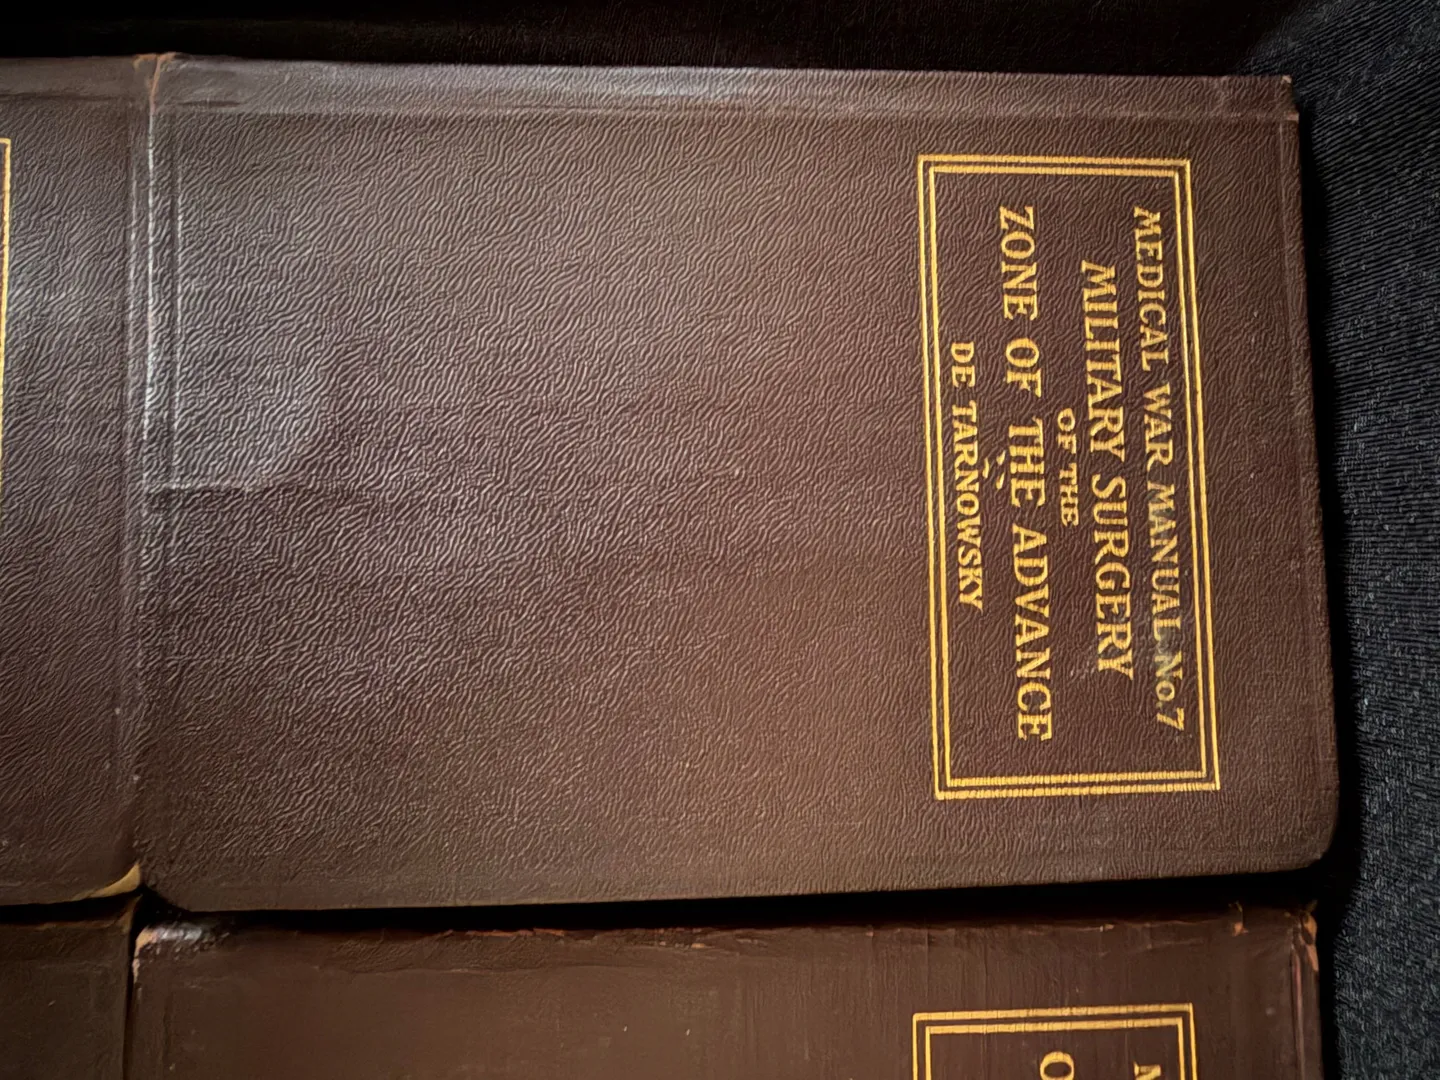 MEDICAL WAR MANUAL No.7
MILITARY SURGERY
OF THE
ZONE OF THE ADVANCE
DE TARNOWSKY